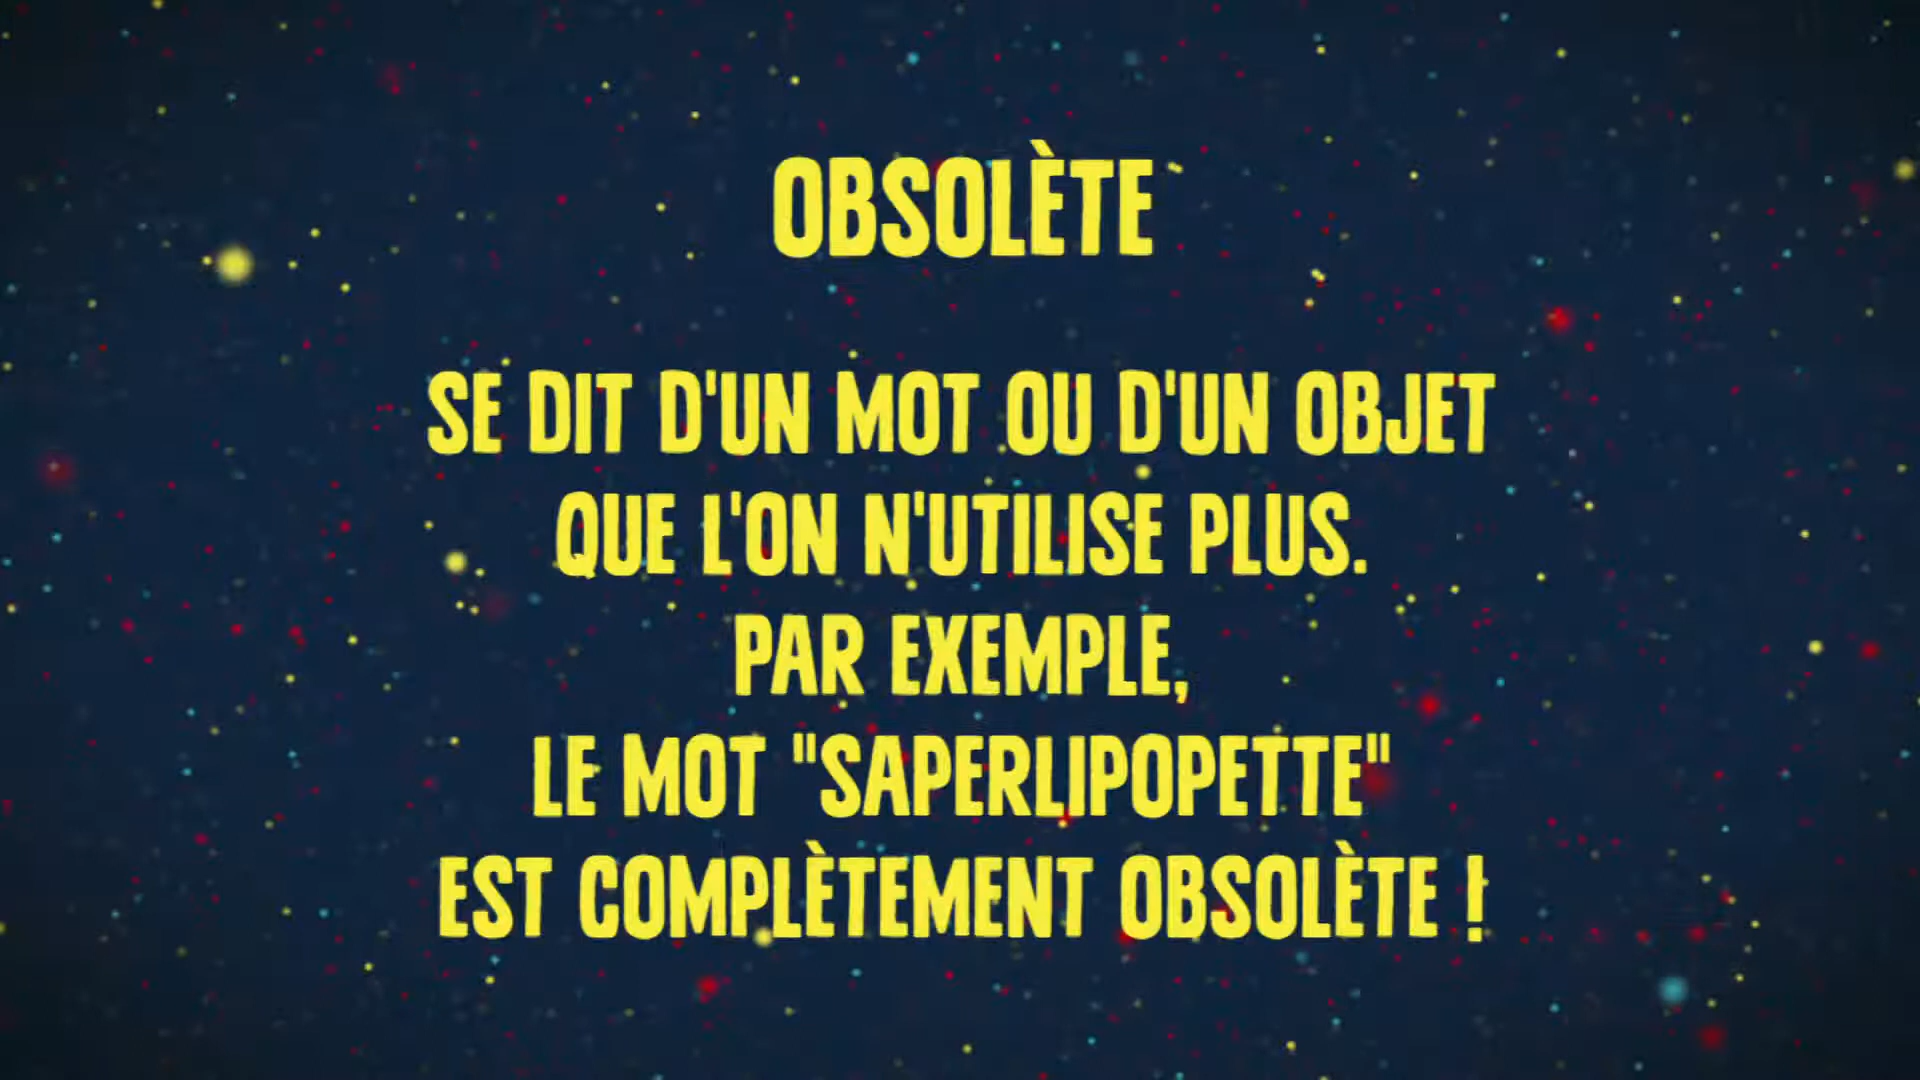 OBSOLÈTE
SE DIT D'UN MOT OU D'UN OBJET
QUE L'ON N'UTILISE PLUS.
PAR EXEMPLE,
LE MOT "SAPERLIPOPETTE"
EST COMPLÈTEMENT OBSOLÈTE !